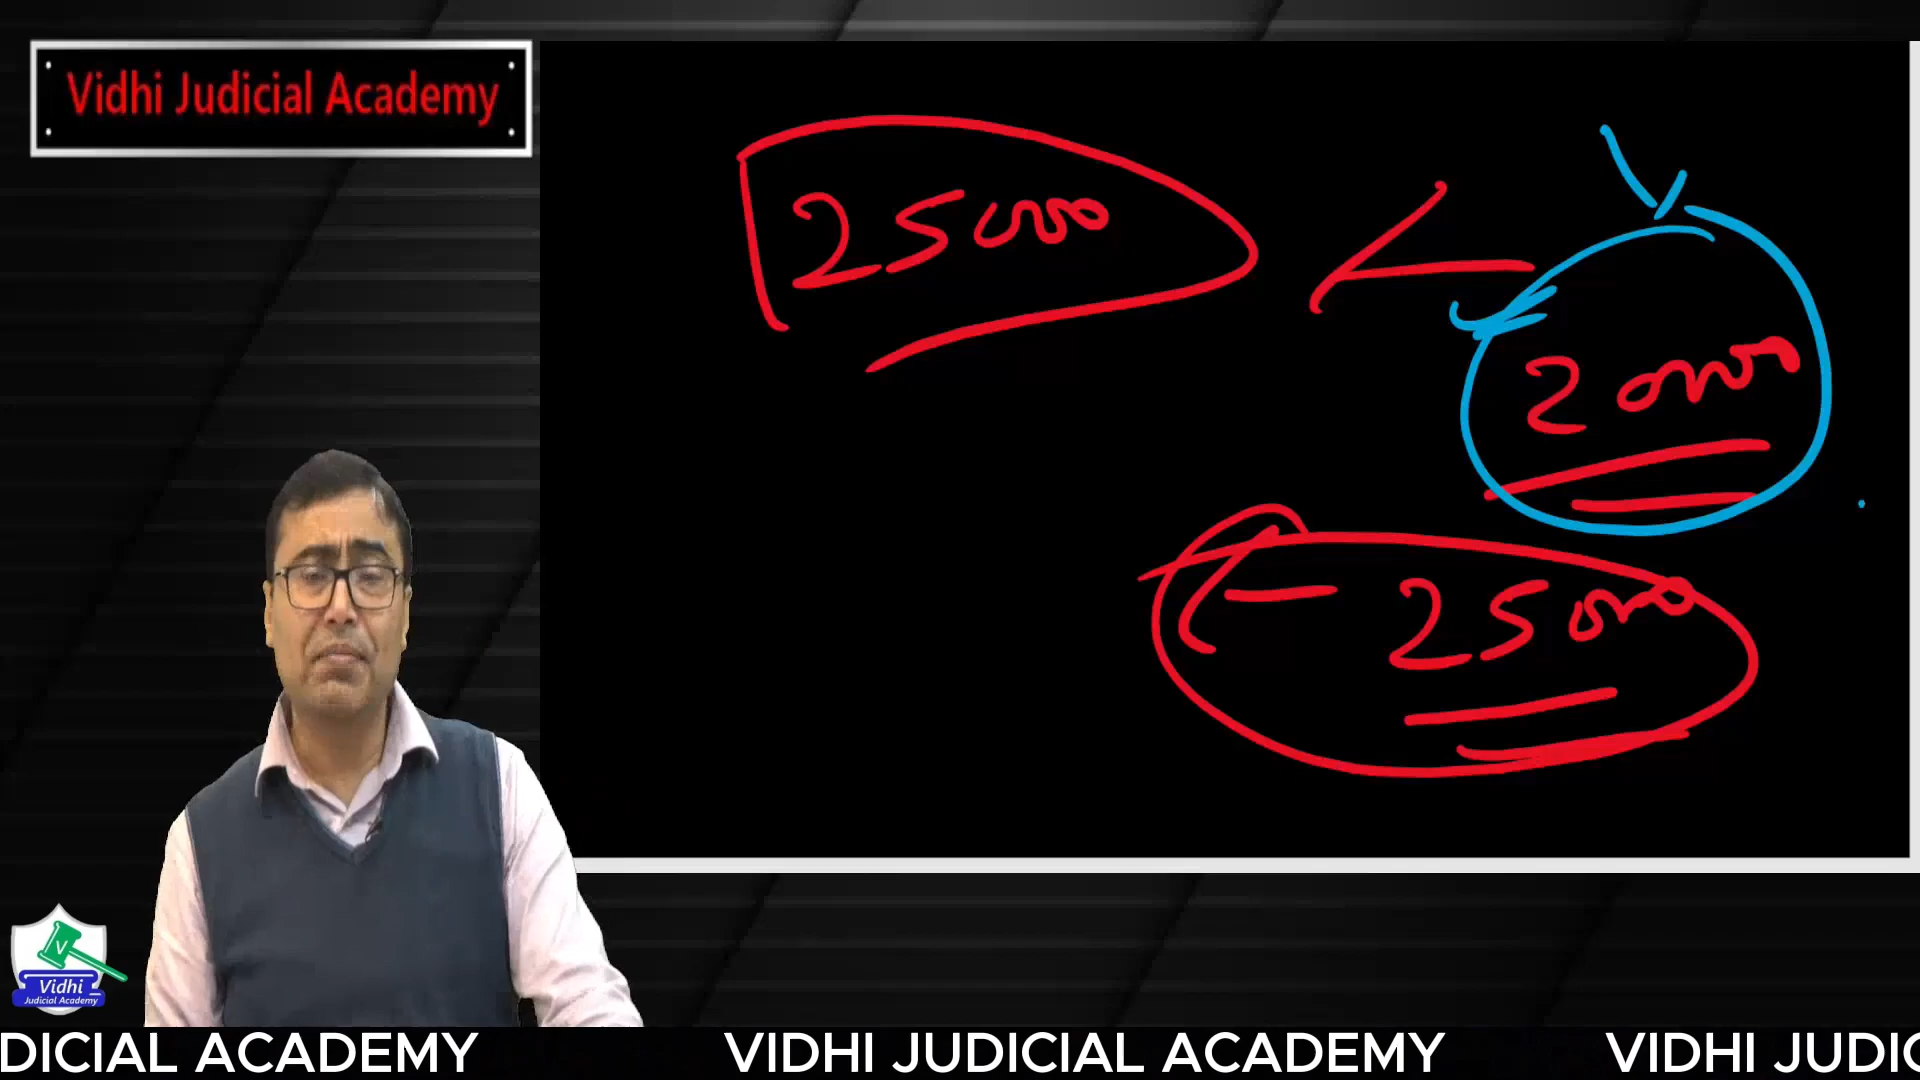 Vidhi Judicial Academy
25000
20000
25000
V
Vidhi
Judicial Academy
DICIAL ACADEMY VIDHI JUDICIAL ACADEMY VIDHI JUDIC